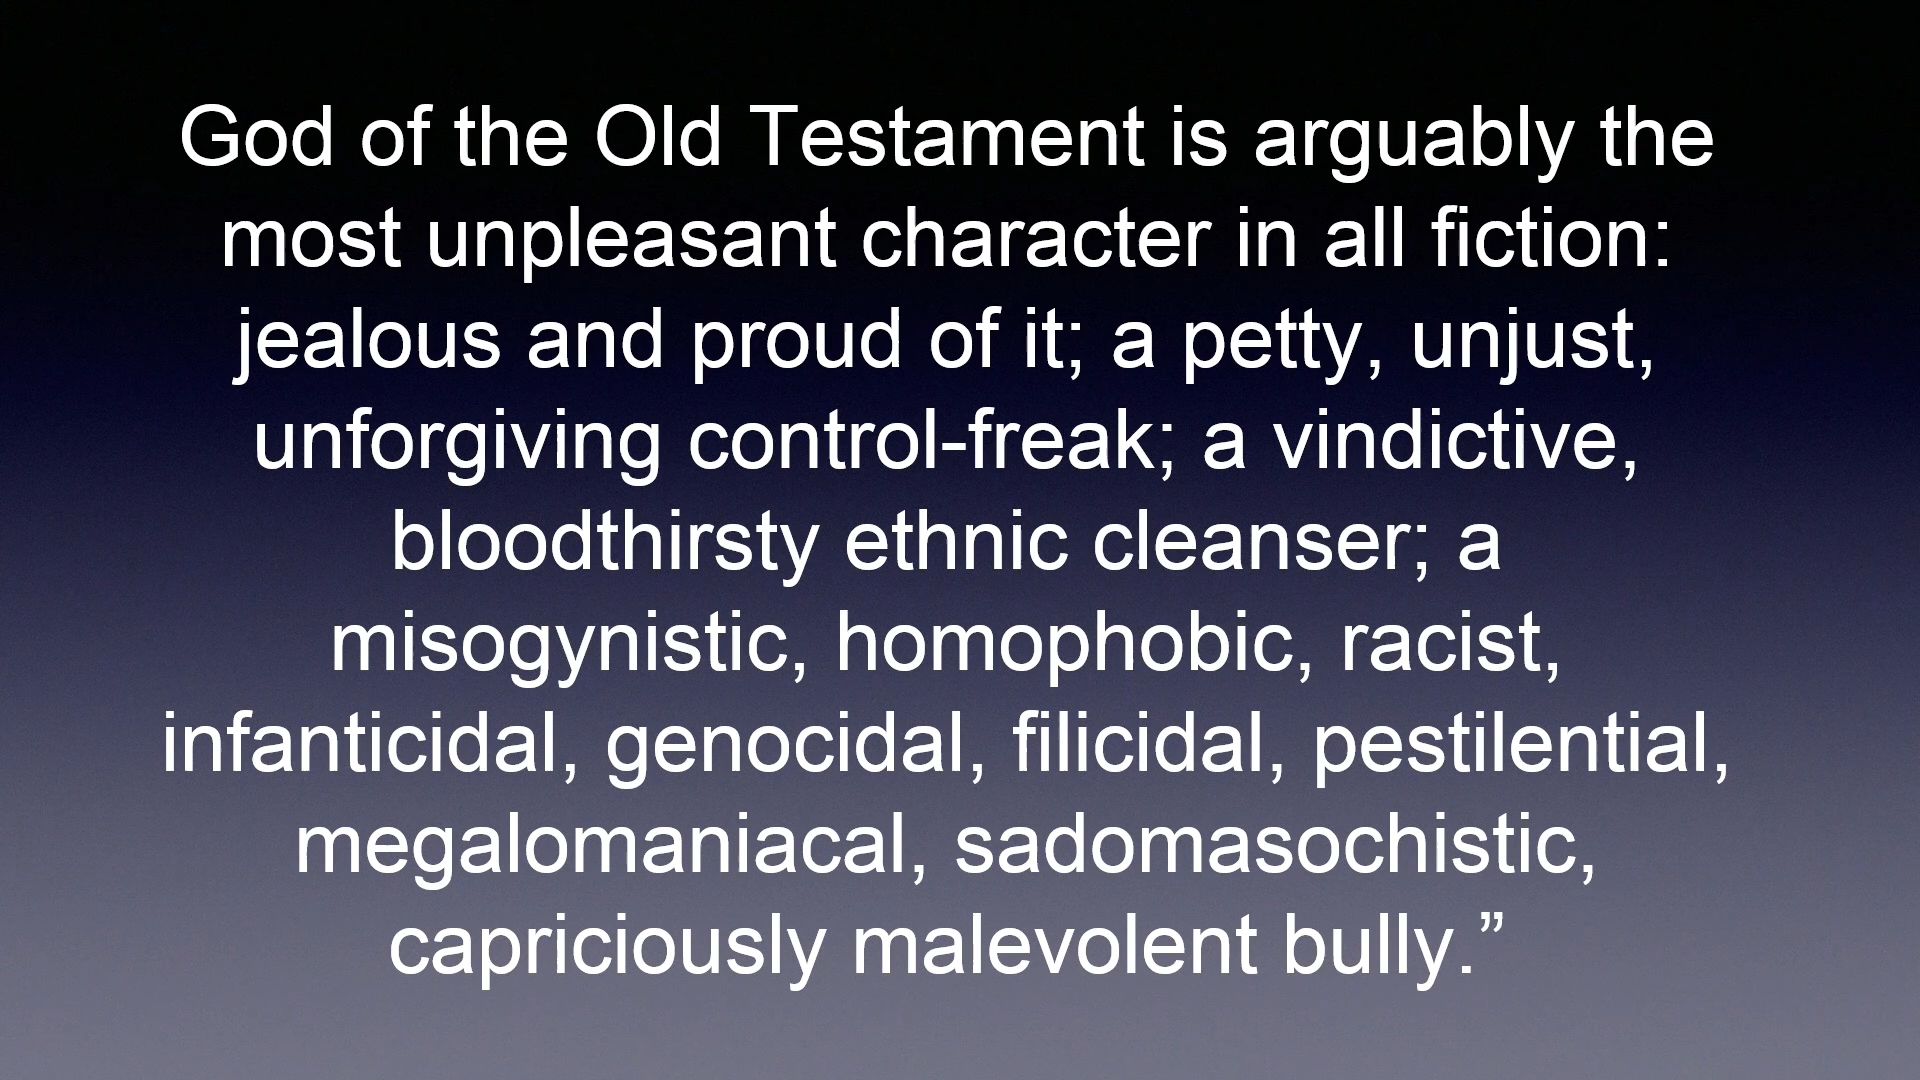 God of the Old Testament is arguably the
most unpleasant character in all fiction:
jealous and proud of it; a petty, unjust,
unforgiving control-freak; a vindictive,
bloodthirsty ethnic cleanser; a
misogynistic, homophobic, racist,
infanticidal, genocidal, filicidal, pestilential,
megalomaniacal, sadomasochistic,
capriciously malevolent bully.”